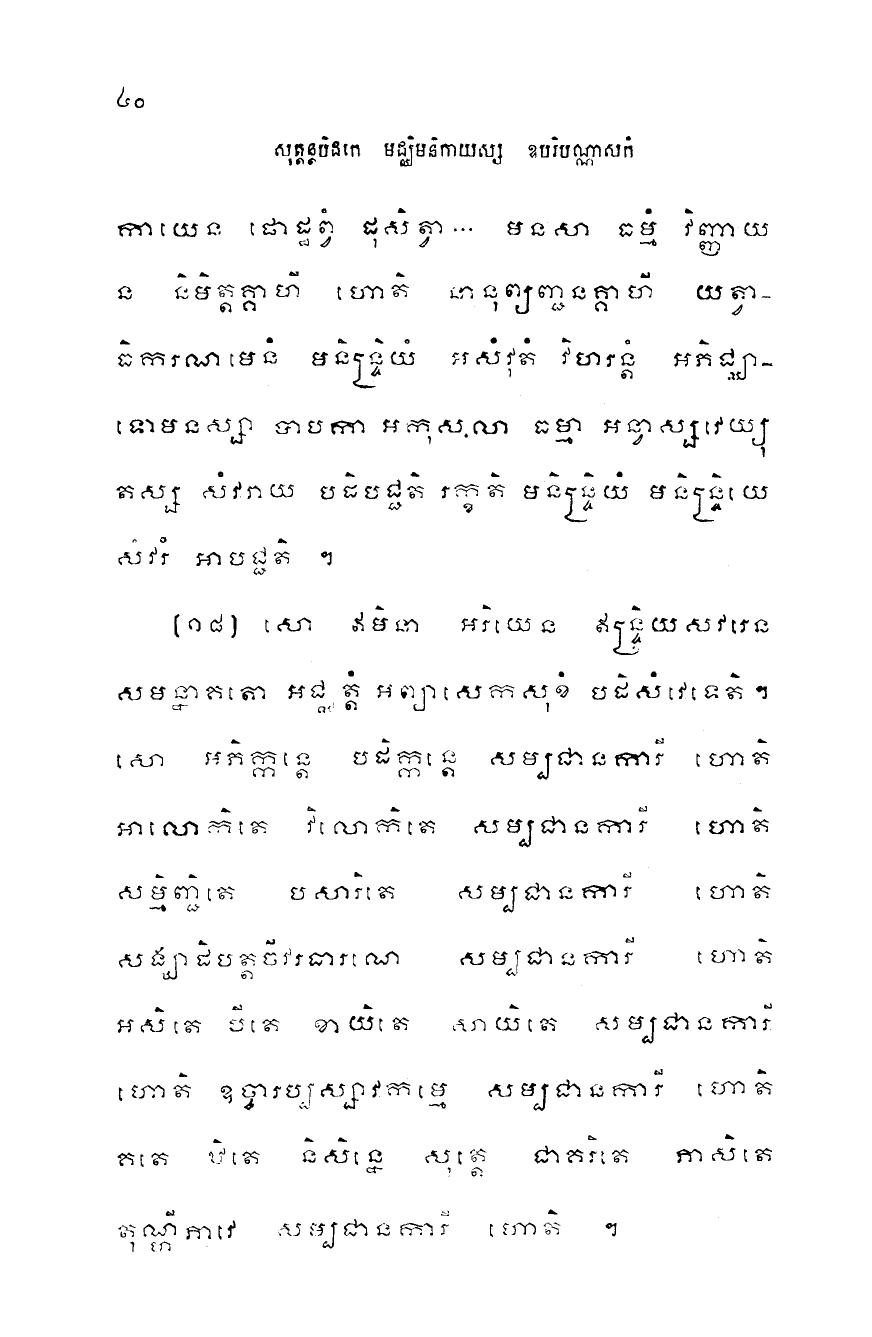 ៤០
សុត្តន្តបិដកេ មជ្ឈិមនិកាយស្ស ឧបរិបណ្ណាសកំ
កាយេន ផោដ្ឋព្វំ ផុសិត្វា… មនសា ធម្មំ វិញ្ញាយ
ន និមិត្តគ្គាហី ហោតិ នានុព្យញ្ជនគ្គាហី យត្វា-
ធិករណមេនំ មនិន្ទ្រិយំ អសំវុតំ វិហរន្តំ អភិជ្ឈា-
ទោមនស្សា បាបកា អកុសលា ធម្មា អន្វាស្សវេយ្យុ
តស្ស សំវរាយ បដិបជ្ជតិ រក្ខតិ មនិន្ទ្រិយំ មនិន្ទ្រិយេ
សំវរំ អាបជ្ជតិ ។
(១៨) សោ ឥមិនា អរិយេន ឥន្ទ្រិយសវរេន
សមន្នាគតោ អជ្ឈត្តំ អព្យាសេកសុខំ បដិសំវេទេតិ ។
សោ អភិក្កន្តេ បដិក្កន្តេ សម្បជានការី ហោតិ
អាលោកិតេ វិលោកិតេ សម្បជានការី ហោតិ
សម្មិញ្ជិតេ បសារិតេ សម្បជានការី ហោតិ
សង្ឃាដិបត្តចីវរធារណេ សម្បជានការី ហោតិ
អសិតេ បីតេ ខាយិតេ សាយិតេ សម្បជានការី
ហោតិ ឧច្ចារប្បស្សាវកម្មេ សម្បជានការី ហោតិ
គតេ ឋិតេ និសិន្នេ សុត្តេ ជាគរិតេ ភាសិតេ
តុណ្ហីភាវេ សម្បជានការី ហោតិ ។